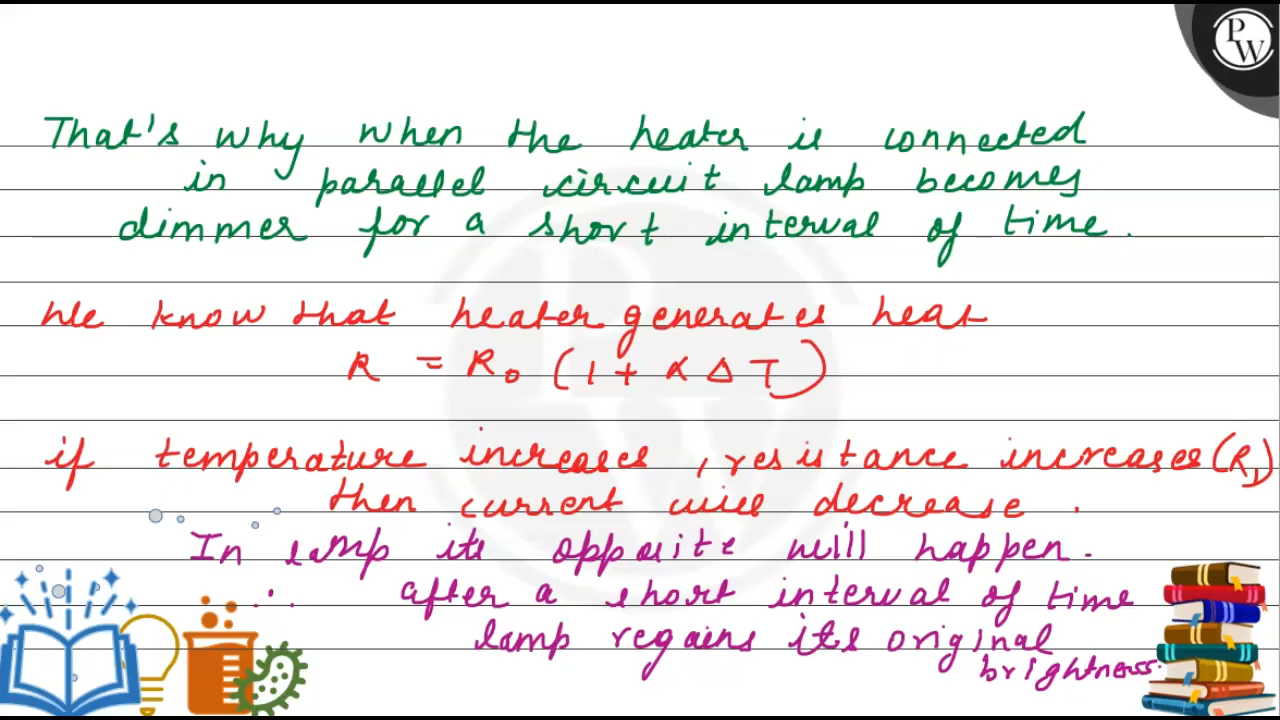 PW
That's why when the heater is connected
in parallel circuit lamp becomes
dimmer for a short interval of time.
We know that heater generates heat
R = R₀ (1 + α Δ T)
if temperature increases, resistance increases (R₁)
then current will decrease.
In lamp its opposite will happen.
∴ after a short interval of time
lamp regains its original
brightness.